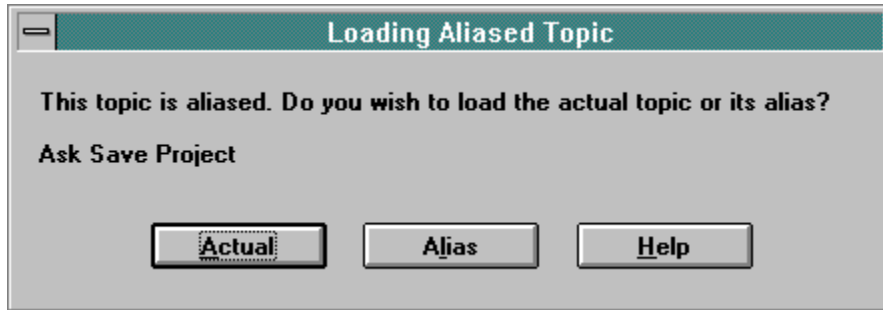 Loading Aliased Topic
This topic is aliased. Do you wish to load the actual topic or its alias?
Ask Save Project
Actual Alias Help